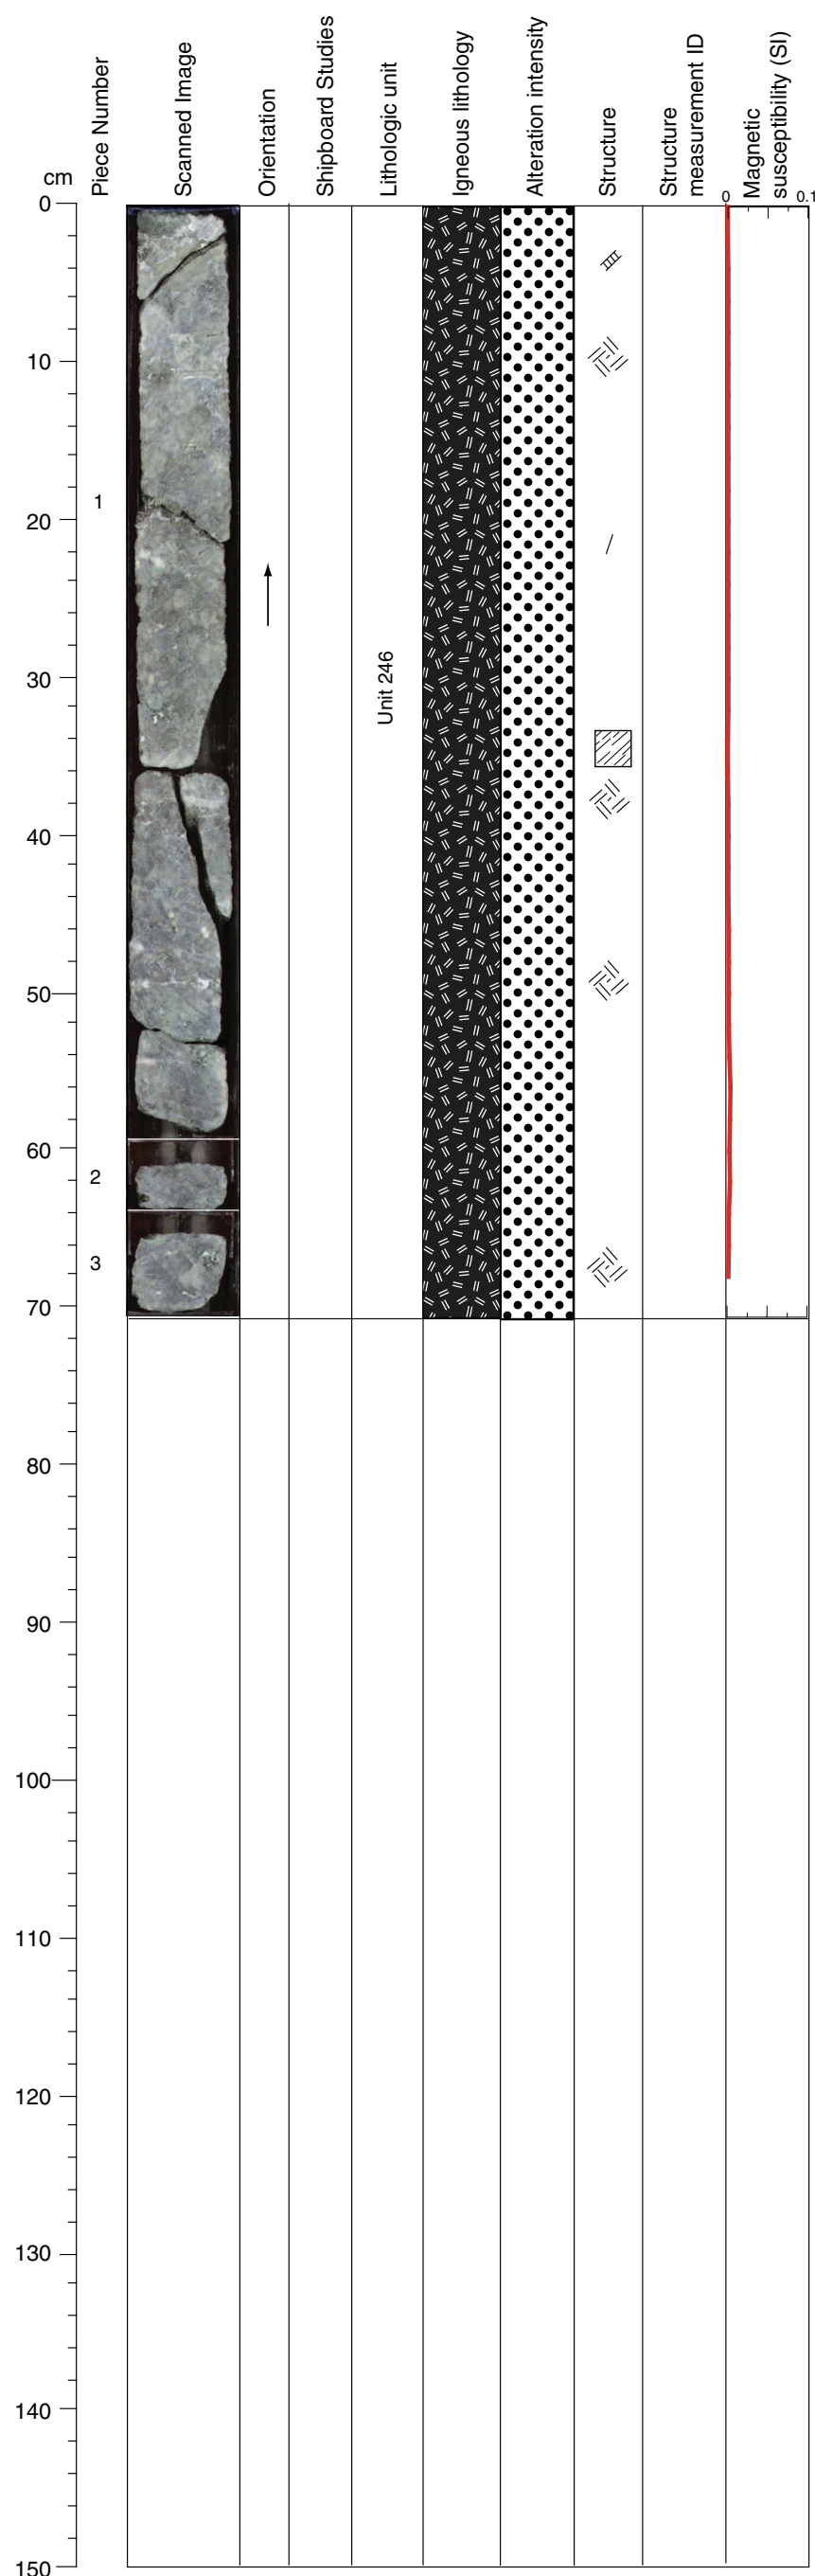 cm
Piece Number
Scanned Image
Orientation
Shipboard Studies
Lithologic unit
Igneous lithology
Alteration intensity
Structure
Structure
measurement ID
Magnetic
susceptibility (SI)
0
0.1
0
10
1
20
Unit 246
30
40
50
60
2
3
70
80
90
100
110
120
130
140
150